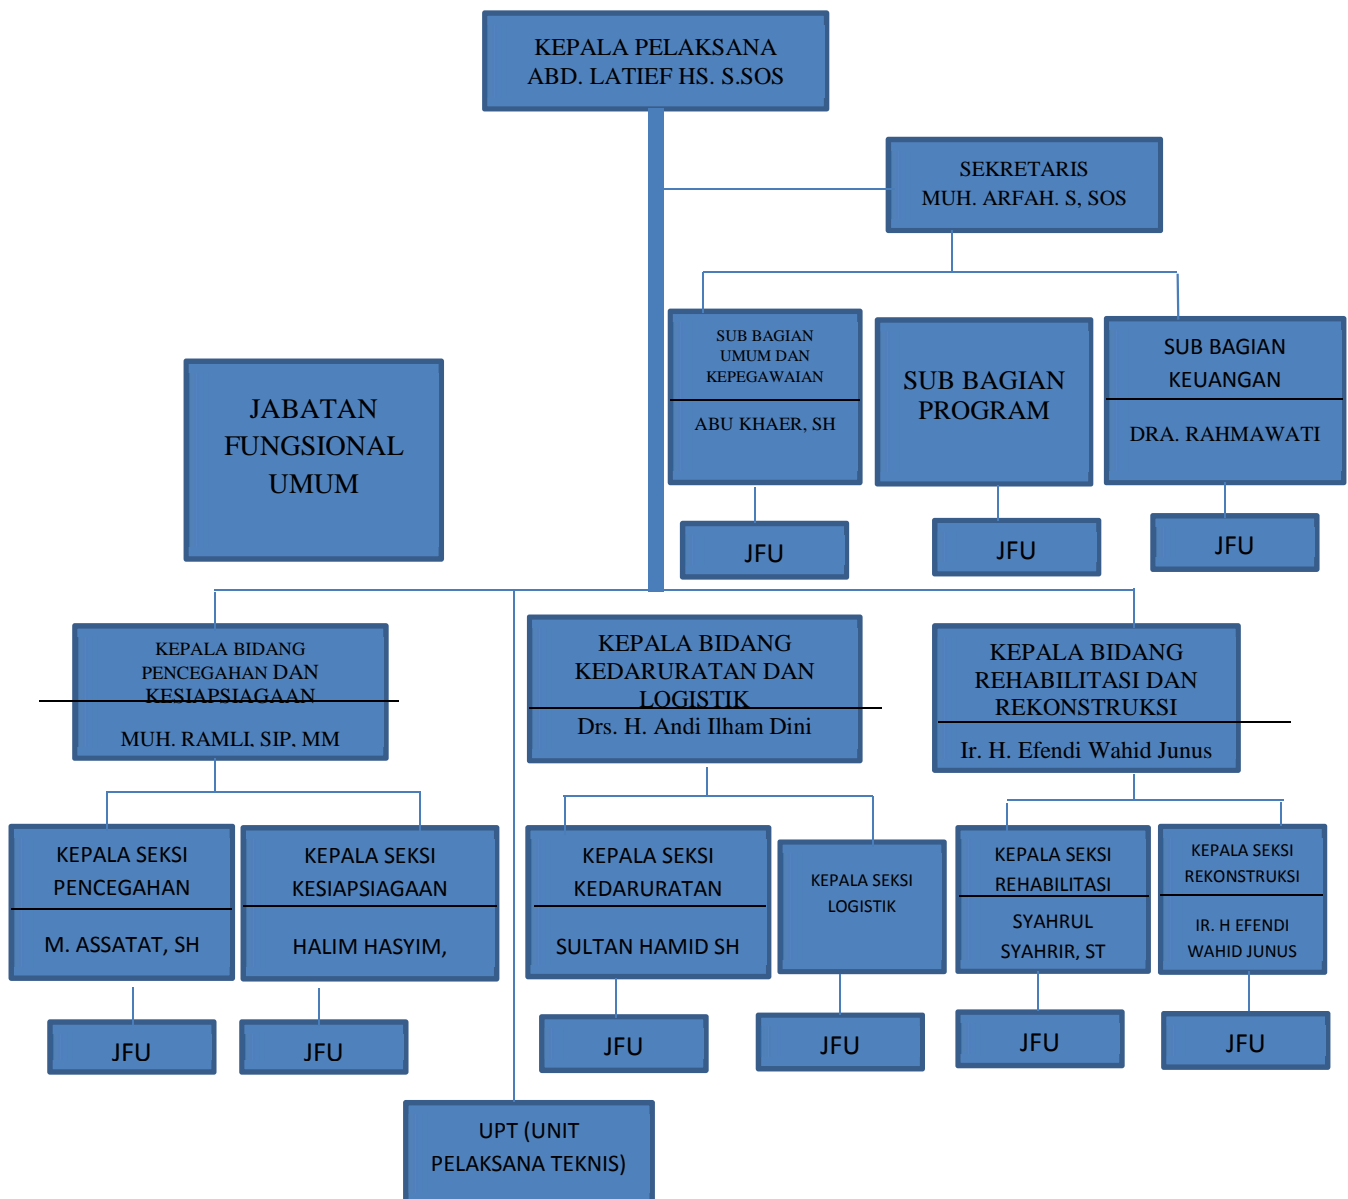 KEPALA PELAKSANA
ABD. LATIEF HS. S.SOS
SEKRETARIS
MUH. ARFAH. S, SOS
SUB BAGIAN
UMUM DAN
KEPEGAWAIAN
ABU KHAER, SH
SUB BAGIAN
PROGRAM
SUB BAGIAN
KEUANGAN
DRA. RAHMAWATI
JABATAN
FUNGSIONAL
UMUM
JFU
JFU
JFU
KEPALA BIDANG
PENCEGAHAN DAN
KESIAPSIAGAAN
MUH. RAMLI, SIP, MM
KEPALA BIDANG
KEDARURATAN DAN
LOGISTIK
Drs. H. Andi Ilham Dini
KEPALA BIDANG
REHABILITASI DAN
REKONSTRUKSI
Ir. H. Efendi Wahid Junus
KEPALA SEKSI
PENCEGAHAN
M. ASSATAT, SH
KEPALA SEKSI
KESIAPSIAGAAN
HALIM HASYIM,
KEPALA SEKSI
KEDARURATAN
SULTAN HAMID SH
KEPALA SEKSI
LOGISTIK
KEPALA SEKSI
REHABILITASI
SYAHRUL
SYAHRIR, ST
KEPALA SEKSI
REKONSTRUKSI
IR. H EFENDI
WAHID JUNUS
JFU
JFU
JFU
JFU
JFU
JFU
UPT (UNIT
PELAKSANA TEKNIS)